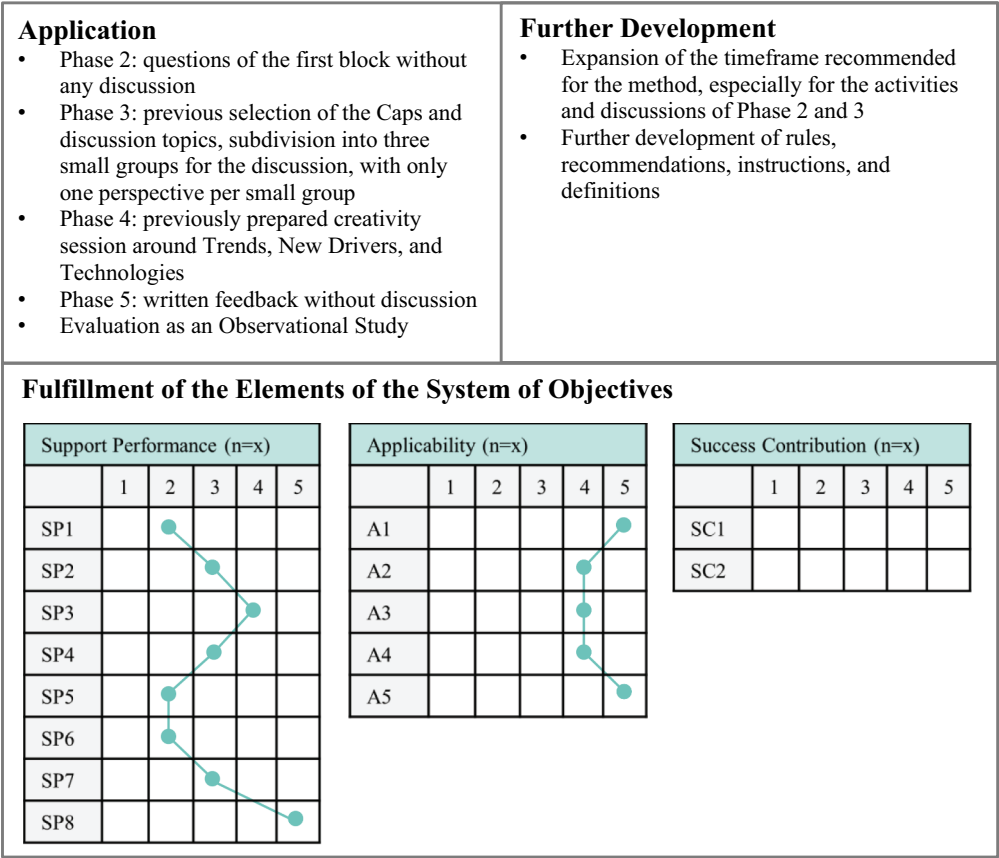 Application
• Phase 2: questions of the first block without
any discussion
• Phase 3: previous selection of the Caps and
discussion topics, subdivision into three
small groups for the discussion, with only
one perspective per small group
• Phase 4: previously prepared creativity
session around Trends, New Drivers, and
Technologies
• Phase 5: written feedback without discussion
• Evaluation as an Observational Study
Further Development
• Expansion of the timeframe recommended
for the method, especially for the activities
and discussions of Phase 2 and 3
• Further development of rules,
recommendations, instructions, and
definitions
Fulfillment of the Elements of the System of Objectives
Support Performance (n=x)
1 2 3 4 5
SP1
SP2
SP3
SP4
SP5
SP6
SP7
SP8
Applicability (n=x)
1 2 3 4 5
A1
A2
A3
A4
A5
Success Contribution (n=x)
1 2 3 4 5
SC1
SC2